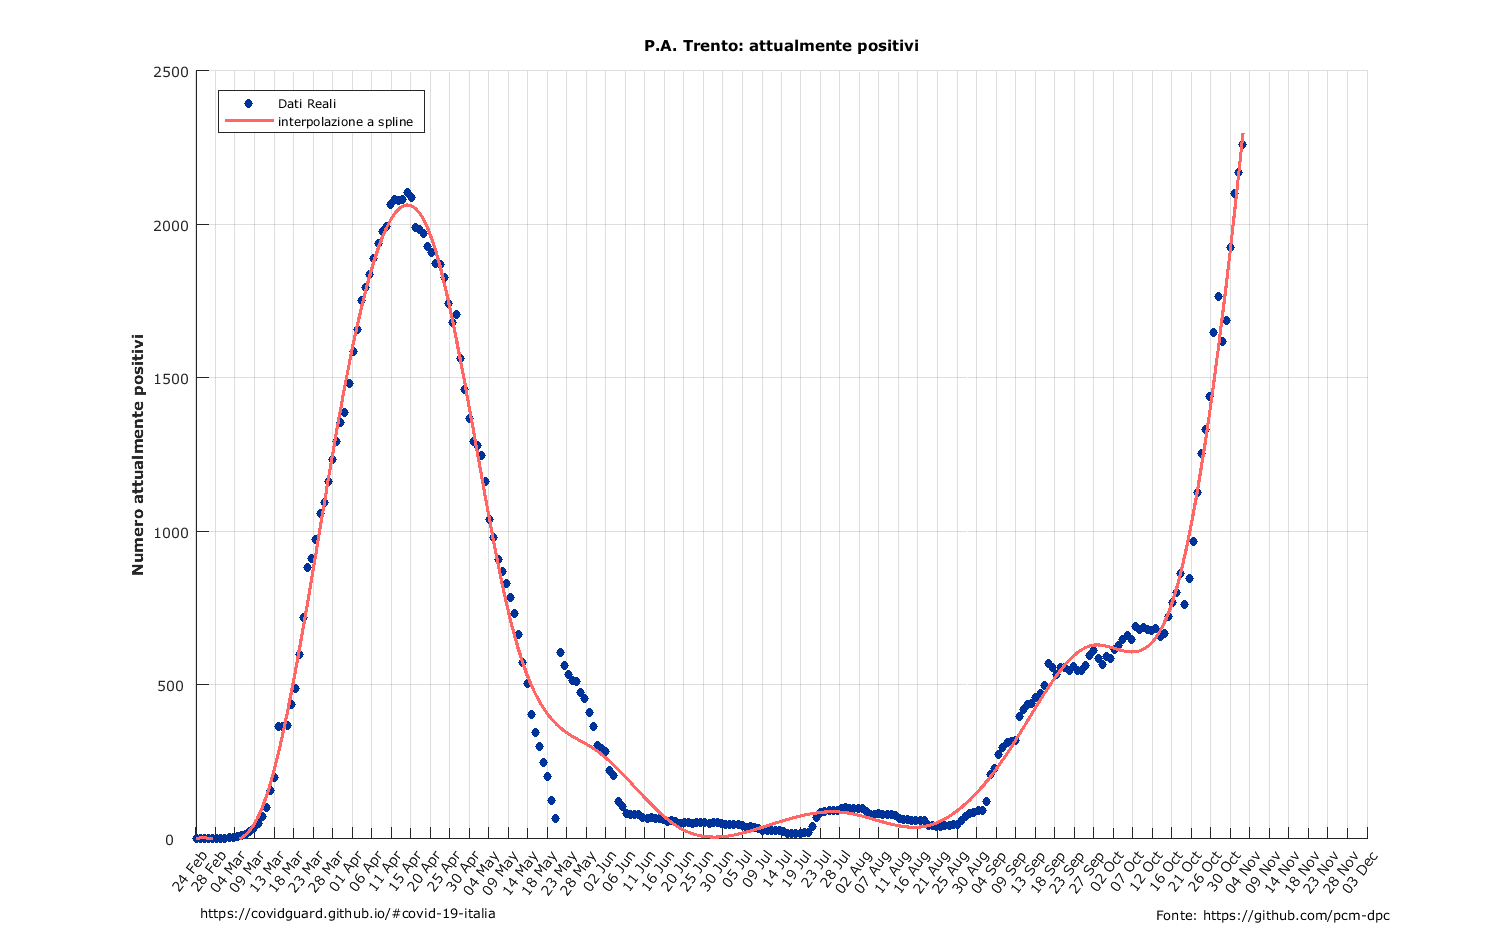 P.A. Trento: attualmente positivi
2500
2000
1500
1000
500
0
Numero attualmente positivi
Dati Reali
interpolazione a spline
24 Feb
28 Feb
04 Mar
09 Mar
13 Mar
18 Mar
23 Mar
28 Mar
01 Apr
06 Apr
11 Apr
15 Apr
20 Apr
25 Apr
30 Apr
04 May
09 May
14 May
18 May
23 May
28 May
02 Jun
06 Jun
11 Jun
16 Jun
20 Jun
25 Jun
30 Jun
05 Jul
09 Jul
14 Jul
19 Jul
23 Jul
28 Jul
02 Aug
07 Aug
11 Aug
16 Aug
21 Aug
25 Aug
30 Aug
04 Sep
09 Sep
13 Sep
18 Sep
23 Sep
27 Sep
02 Oct
07 Oct
12 Oct
16 Oct
21 Oct
26 Oct
30 Oct
04 Nov
09 Nov
14 Nov
18 Nov
23 Nov
28 Nov
03 Dec
https://covidguard.github.io/#covid-19-italia
Fonte: https://github.com/pcm-dpc